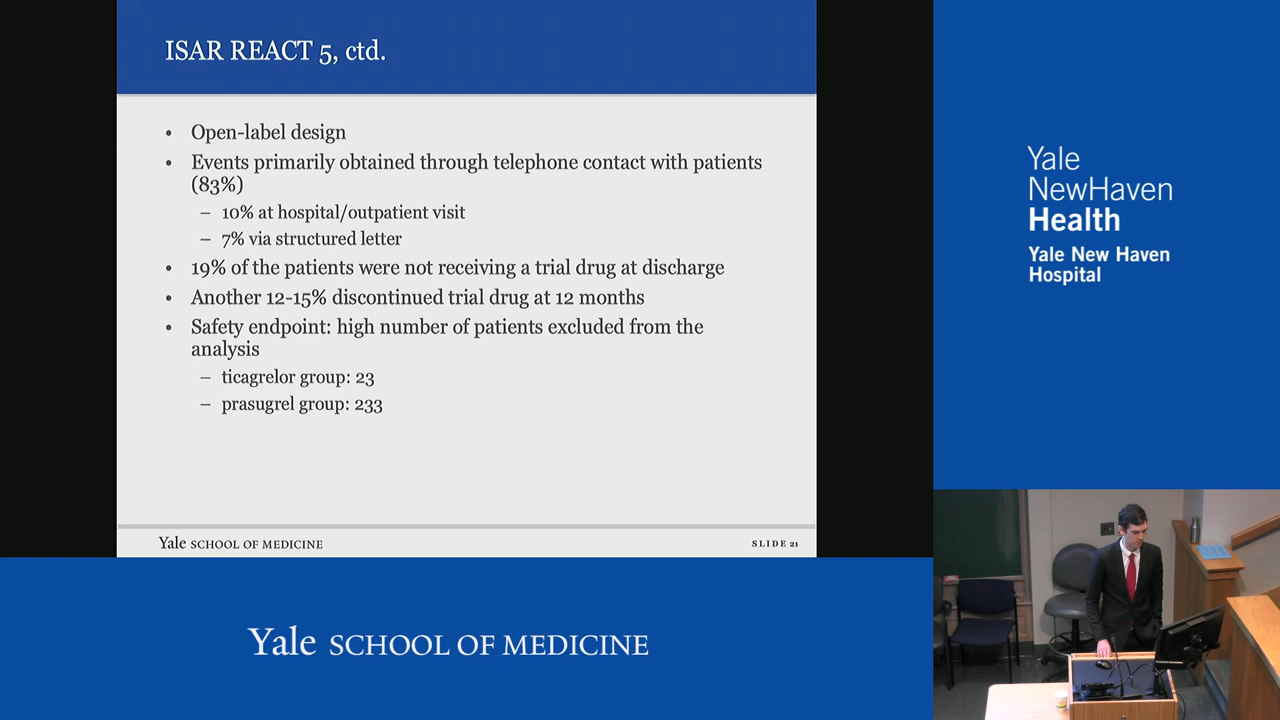 ISAR REACT 5, ctd.
• Open-label design
• Events primarily obtained through telephone contact with patients
(83%)
– 10% at hospital/outpatient visit
– 7% via structured letter
• 19% of the patients were not receiving a trial drug at discharge
• Another 12-15% discontinued trial drug at 12 months
• Safety endpoint: high number of patients excluded from the
analysis
– ticagrelor group: 23
– prasugrel group: 233
Yale SCHOOL OF MEDICINE
SLIDE 21
Yale
NewHaven
Health
Yale New Haven
Hospital
Yale SCHOOL OF MEDICINE